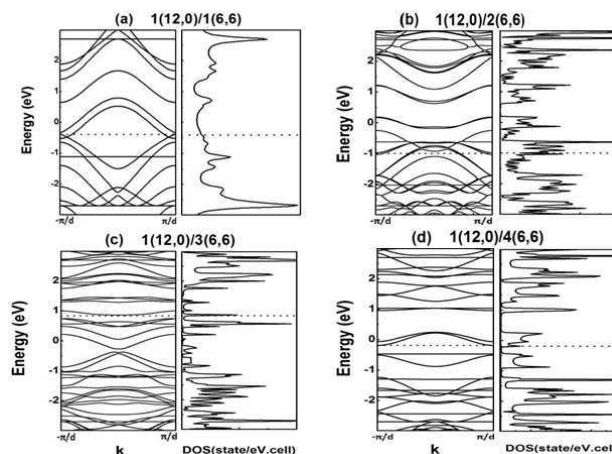 (a) 1(12,0)/1(6,6)
Energy (eV)
2
1
0
-1
-2
-π/d
π/d
(b) 1(12,0)/2(6,6)
Energy (eV)
2
1
0
-1
-2
-π/d
π/d
(c) 1(12,0)/3(6,6)
Energy (eV)
2
1
0
-1
-2
-π/d
π/d
k
DOS(state/eV.cell)
(d) 1(12,0)/4(6,6)
Energy (eV)
2
1
0
-1
-2
-π/d
π/d
k
DOS(state/eV.cell)